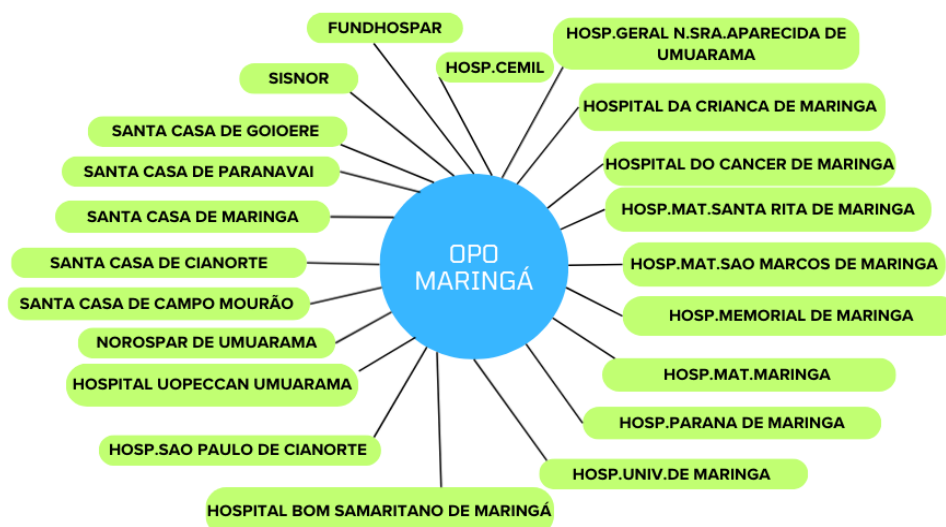 FUNDHOSPAR
HOSP.GERAL N.SRA.APARECIDA DE
UMUARAMA
HOSP.CEMIL
SISNOR
HOSPITAL DA CRIANCA DE MARINGA
SANTA CASA DE GOIOERE
HOSPITAL DO CANCER DE MARINGA
SANTA CASA DE PARANAVAI
HOSP.MAT.SANTA RITA DE MARINGA
SANTA CASA DE MARINGA
OPO
MARINGÁ
HOSP.MAT.SAO MARCOS DE MARINGA
SANTA CASA DE CIANORTE
SANTA CASA DE CAMPO MOURÃO
HOSP.MEMORIAL DE MARINGA
NOROSPAR DE UMUARAMA
HOSP.MAT.MARINGA
HOSPITAL UOPECCAN UMUARAMA
HOSP.PARANA DE MARINGA
HOSP.SAO PAULO DE CIANORTE
HOSP.UNIV.DE MARINGA
HOSPITAL BOM SAMARITANO DE MARINGÁ